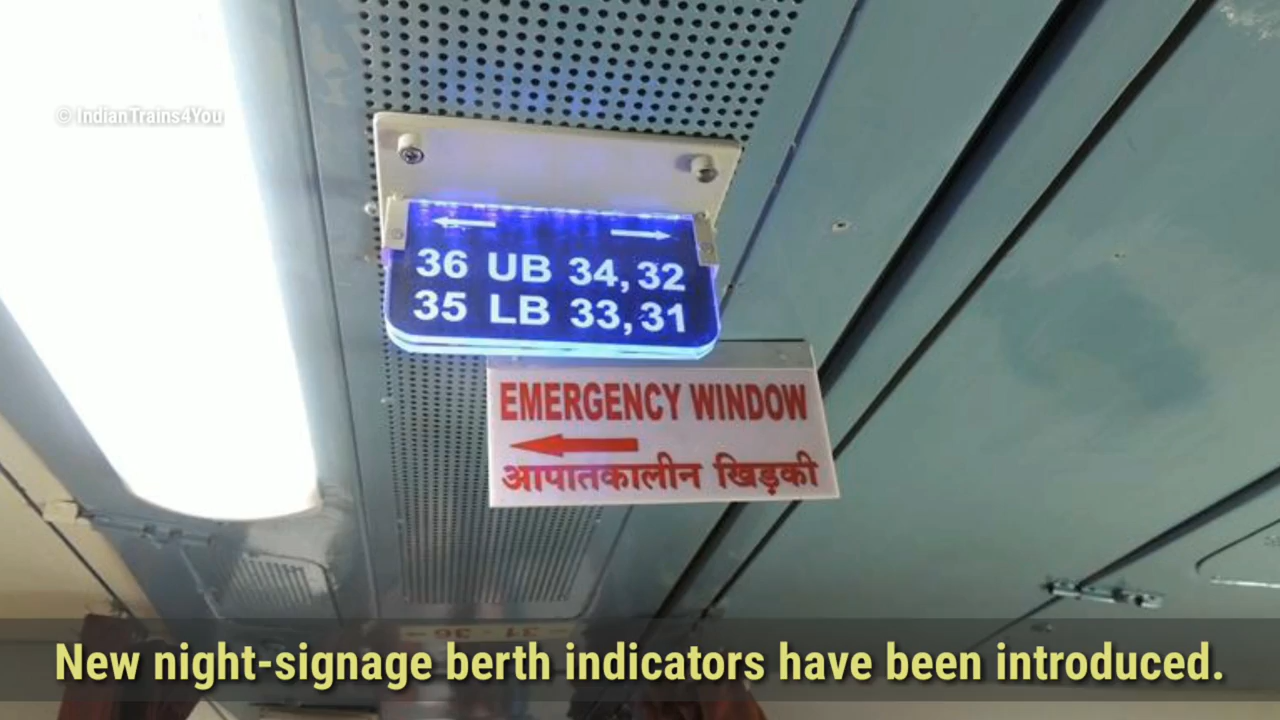 © IndianTrains4You
36 UB 34, 32
35 LB 33, 31
EMERGENCY WINDOW
आपातकालीन खिड़की
New night-signage berth indicators have been introduced.